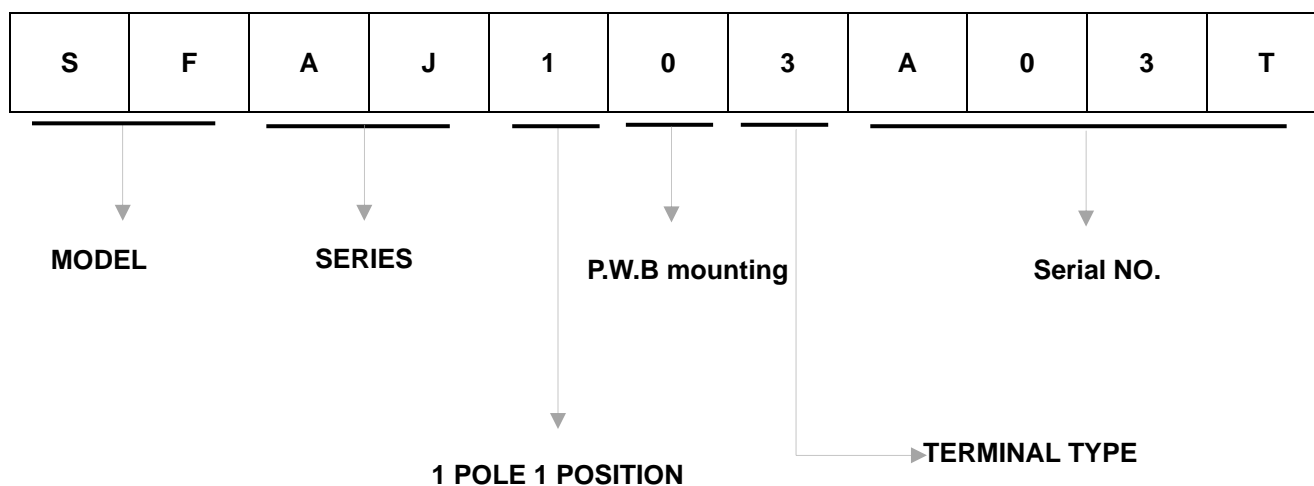 S F A J 1 0 3 A 0 3 T
MODEL
SERIES
P.W.B mounting
Serial NO.
1 POLE 1 POSITION
TERMINAL TYPE